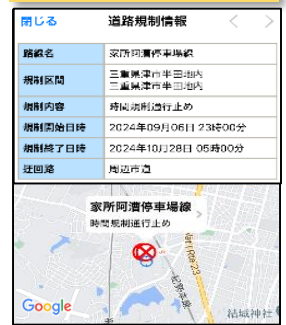 閉じる 道路規制情報 < >
路線名 家所阿漕停車場線
規制区間 三重県津市半田地内
三重県津市半田地内
規制内容 時間規制通行止め
規制開始日時 2024年09月06日 23時00分
規制終了日時 2024年10月28日 05時00分
迂回路 周辺市道
家所阿漕停車場線 >
時間規制通行止め
国道23号
Google
結城神社